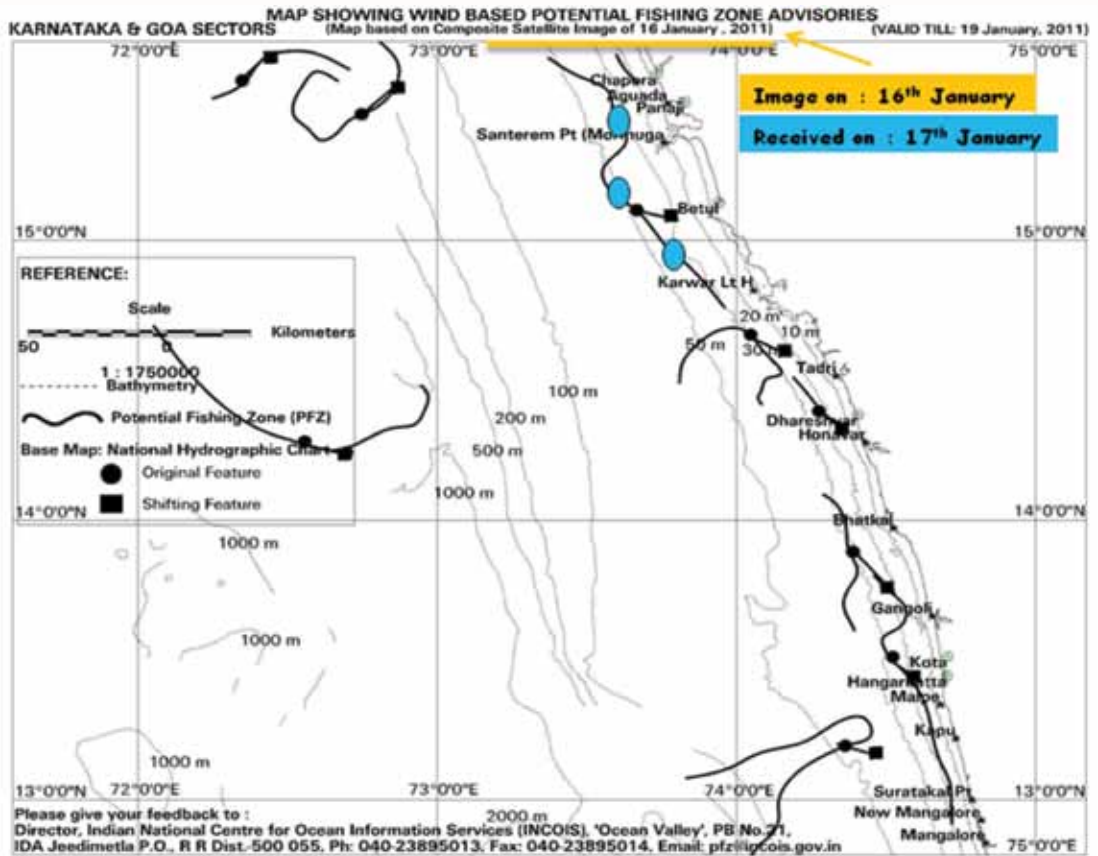 MAP SHOWING WIND BASED POTENTIAL FISHING ZONE ADVISORIES
KARNATAKA & GOA SECTORS
(Map based on Composite Satellite Image of 16 January, 2011)
(VALID TILL: 19 January, 2011)
72°0'0"E
73°0'0"E
74°0'0"E
75°0'0"E
Chapora
Aguada
Panaji
Image on : 16th January
Received on : 17th January
Santerem Pt (Mormuga
Betul
15°0'0"N
15°0'0"N
REFERENCE:
Scale
Kilometers
50
0
1 : 1750000
Bathymetry
Potential Fishing Zone (PFZ)
Base Map: National Hydrographic Chart
Original Feature
Shifting Feature
Karwar Lt H
20 m
10 m
50 m
30 m
Tadri
100 m
200 m
Dhareshwar
Honavar
500 m
1000 m
14°0'0"N
14°0'0"N
Bhatkal
1000 m
Gangoli
1000 m
Kota
Hangarkatta
Malpe
Kapu
1000 m
Suratakal Pt
13°0'0"N
72°0'0"E
73°0'0"E
74°0'0"E
13°0'0"N
New Mangalore
2000 m
Mangalore
75°0'0"E
Please give your feedback to :
Director, Indian National Centre for Ocean Information Services (INCOIS), 'Ocean Valley', PB No.21,
IDA Jeedimetla P.O., R R Dist.-500 055, Ph: 040-23895013, Fax: 040-23895014, Email: pfz@incois.gov.in